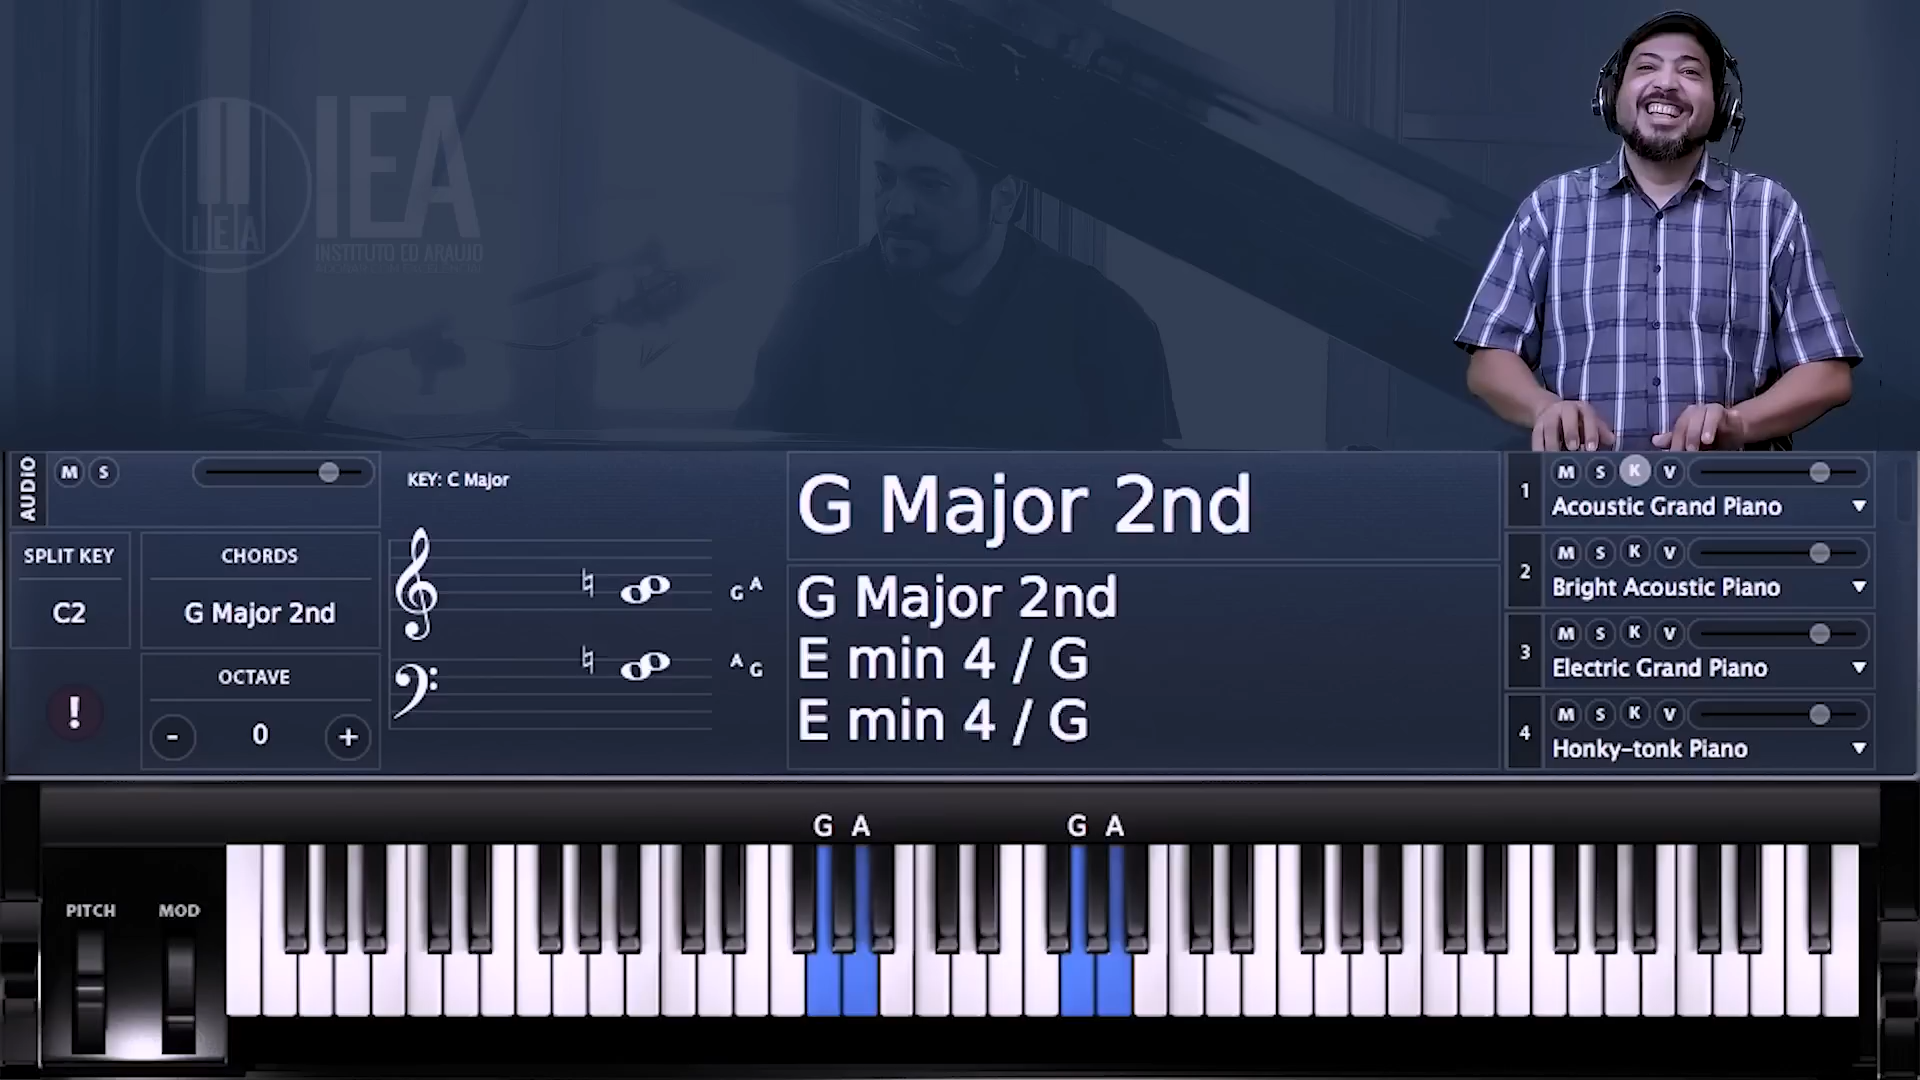 IEA
IEA
INSTITUTO ED ARAUJO
AUDIO
M S
KEY: C Major
SPLIT KEY
C2
CHORDS
G Major 2nd
OCTAVE
- 0 +
!
G A
A G
G Major 2nd
G Major 2nd
E min 4 / G
E min 4 / G
1
M S K V
Acoustic Grand Piano
2
M S K V
Bright Acoustic Piano
3
M S K V
Electric Grand Piano
4
M S K V
Honky-tonk Piano
G A G A
PITCH MOD